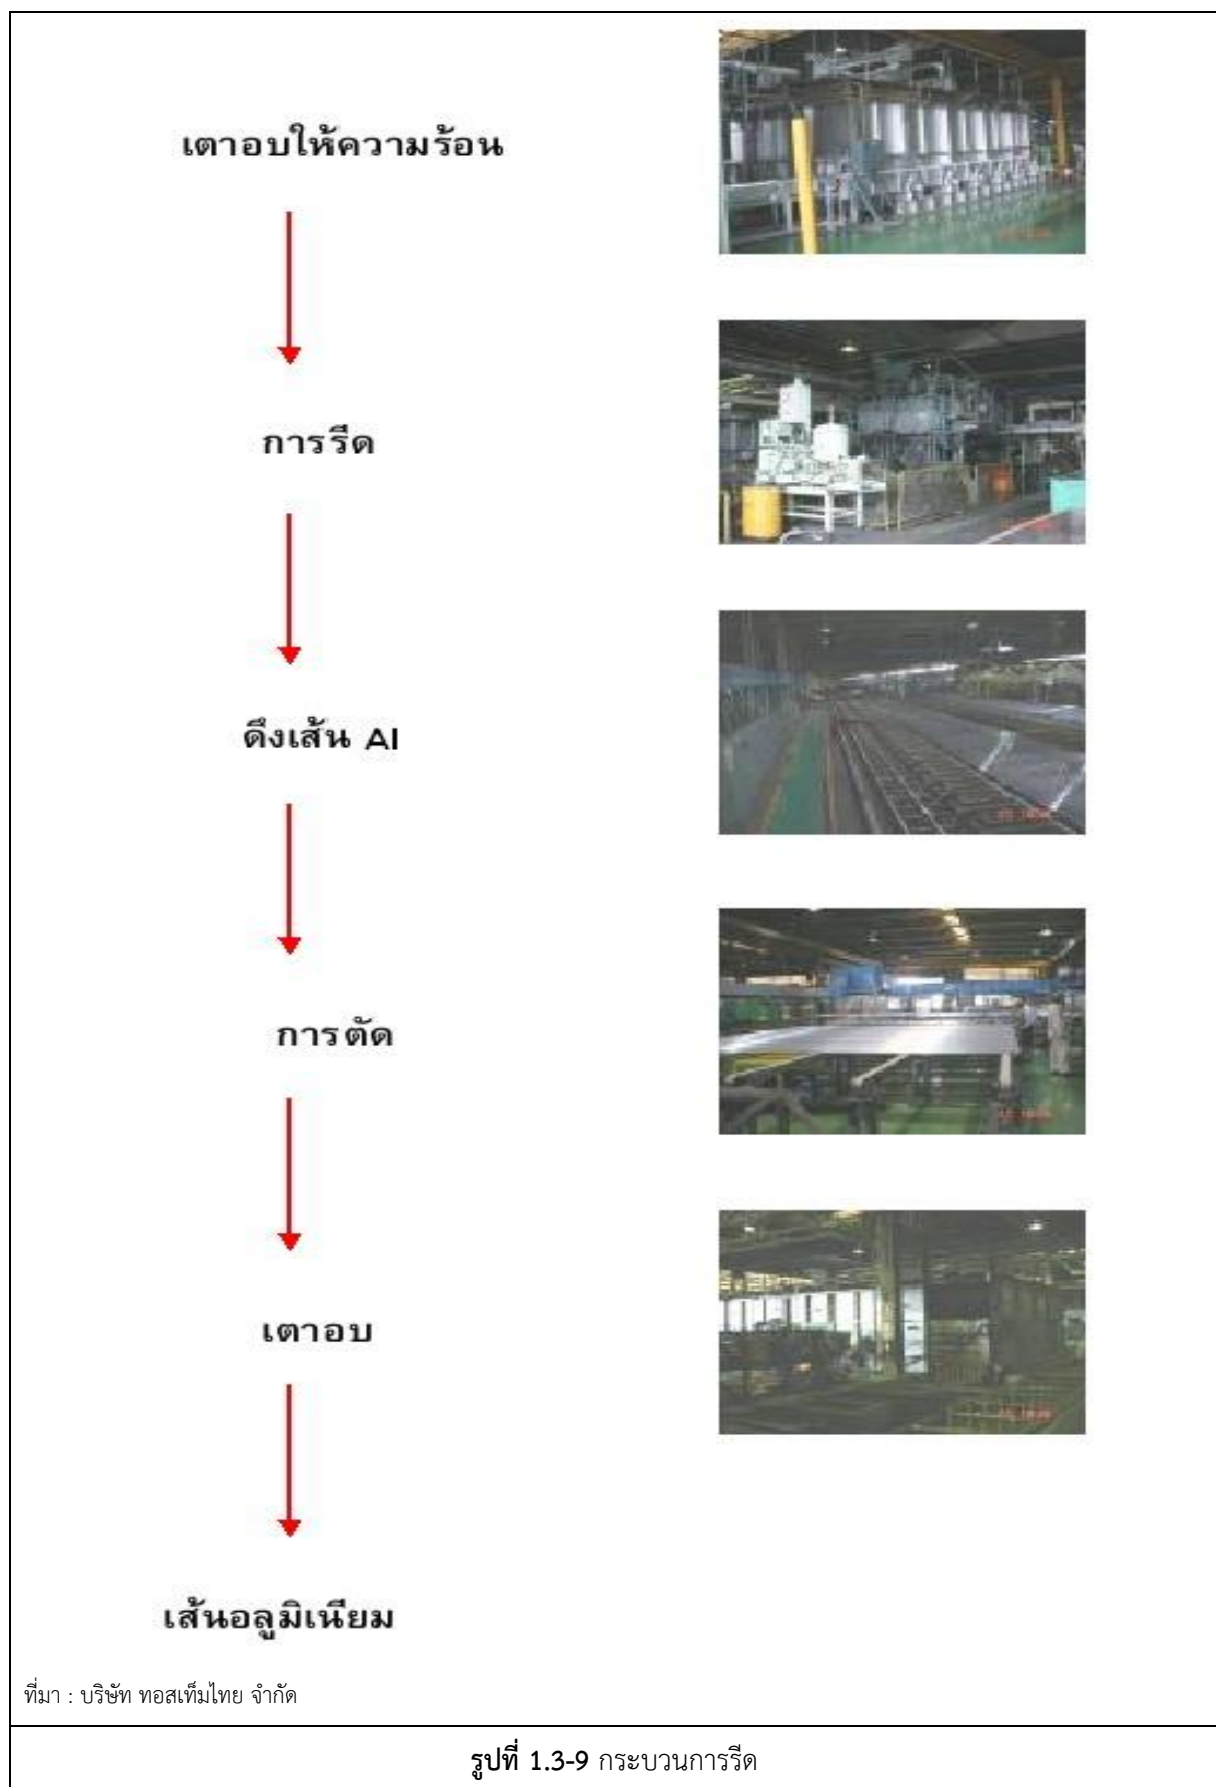 เตาอบให้ความร้อน
การรีด
ดึงเส้น Al
การตัด
เตาอบ
เส้นอลูมิเนียม
ที่มา : บริษัท ทอสเท็มไทย จำกัด
รูปที่ 1.3-9 กระบวนการรีด